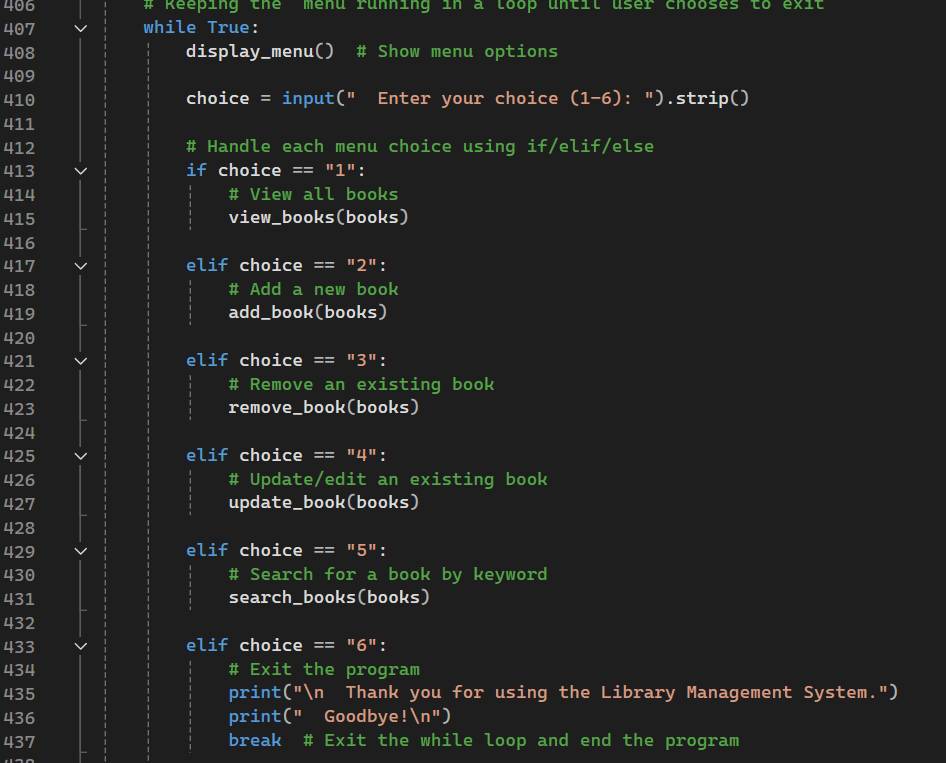 406 # Keeping the  menu running in a loop until user chooses to exit
407 while True:
408 display_menu()  # Show menu options
409
410 choice = input("  Enter your choice (1-6): ").strip()
411
412 # Handle each menu choice using if/elif/else
413 if choice == "1":
414 # View all books
415 view_books(books)
416
417 elif choice == "2":
418 # Add a new book
419 add_book(books)
420
421 elif choice == "3":
422 # Remove an existing book
423 remove_book(books)
424
425 elif choice == "4":
426 # Update/edit an existing book
427 update_book(books)
428
429 elif choice == "5":
430 # Search for a book by keyword
431 search_books(books)
432
433 elif choice == "6":
434 # Exit the program
435 print("\n  Thank you for using the Library Management System.")
436 print("  Goodbye!\n")
437 break  # Exit the while loop and end the program
438